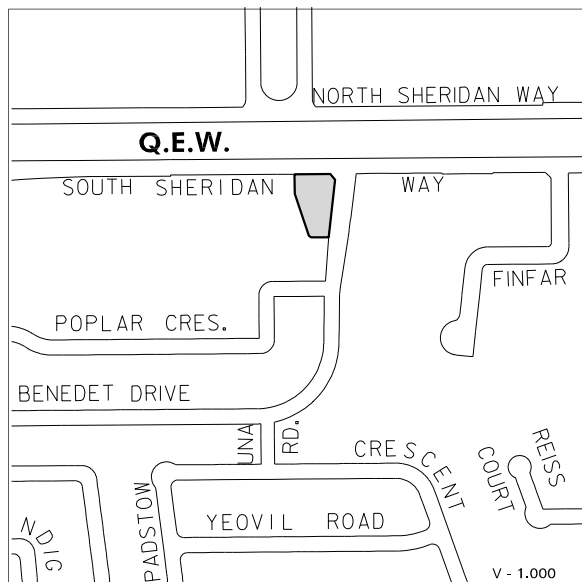 NORTH SHERIDAN WAY
Q.E.W.
SOUTH SHERIDAN WAY
FINFAR
POPLAR CRES.
BENEDET DRIVE
UNA RD.
CRESCENT
REISS COURT
PADSTOW
YEOVIL ROAD
NDIG
V - 1.000